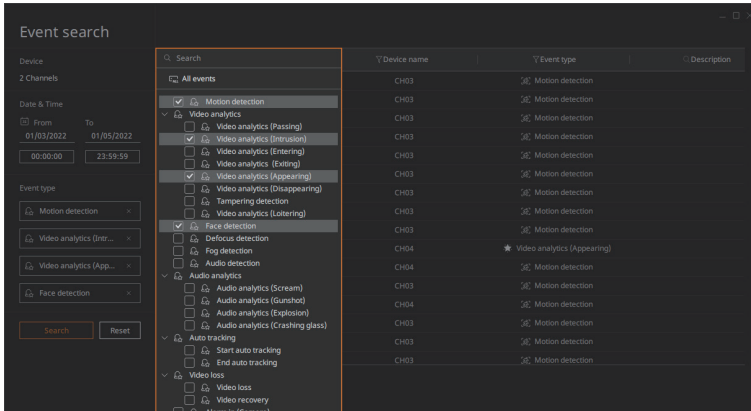 Event search
Device
2 Channels
Date & Time
From To
01/03/2022 01/05/2022
00:00:00 23:59:59
Event type
Motion detection ×
Video analytics (Intr... ×
Video analytics (App... ×
Face detection ×
Search Reset
Search
All events
Motion detection
Video analytics
Video analytics (Passing)
Video analytics (Intrusion)
Video analytics (Entering)
Video analytics (Exiting)
Video analytics (Appearing)
Video analytics (Disappearing)
Tampering detection
Video analytics (Loitering)
Face detection
Defocus detection
Fog detection
Audio detection
Audio analytics
Audio analytics (Scream)
Audio analytics (Gunshot)
Audio analytics (Explosion)
Audio analytics (Crashing glass)
Auto tracking
Start auto tracking
End auto tracking
Video loss
Video loss
Video recovery
Device name Event type Description
CH03 Motion detection
CH03 Motion detection
CH03 Motion detection
CH03 Motion detection
CH03 Motion detection
CH03 Motion detection
CH03 Motion detection
CH03 Motion detection
CH03 Motion detection
CH04 Video analytics (Appearing)
CH04 Motion detection
CH03 Motion detection
CH04 Motion detection
CH03 Motion detection
CH03 Motion detection
CH03 Motion detection